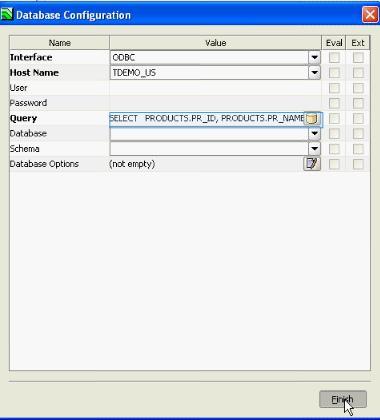 Database Configuration
Name Value Eval Ext
Interface ODBC
Host Name TDEMO_US
User
Password
Query SELECT PRODUCTS.PR_ID, PRODUCTS.PR_NAME
Database
Schema
Database Options (not empty)
Finish